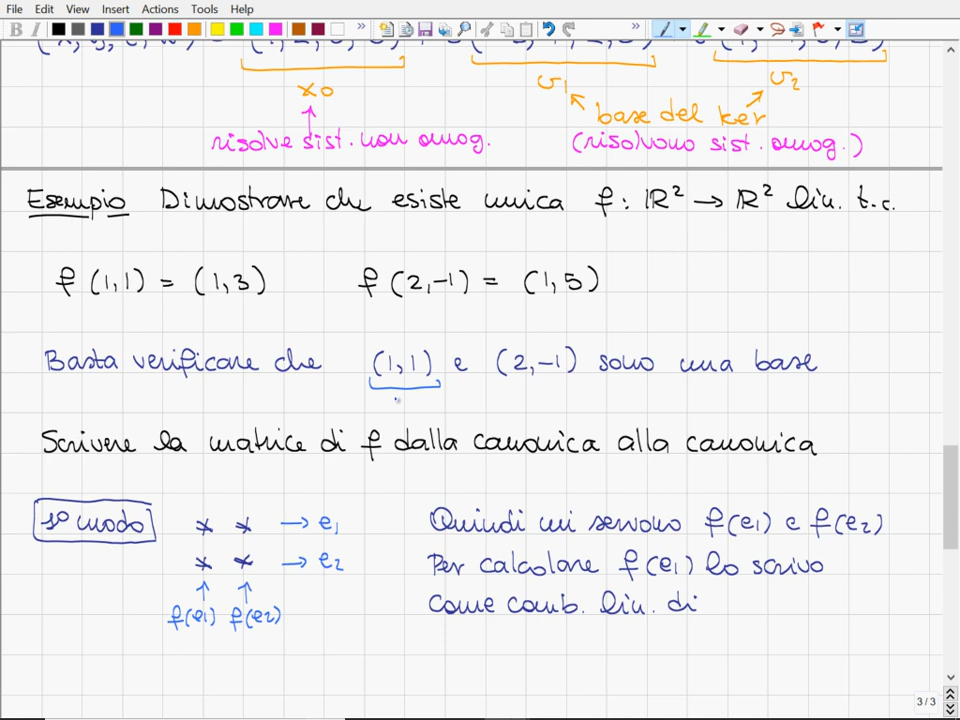 File Edit View Insert Actions Tools Help
x0 v1 v2
base del ker
risolve sist. non omog. (risolvono sist. omog.)
Esempio Dimostrare che esiste unica f: ℝ² → ℝ² lin. t.c.
f(1,1) = (1,3) f(2,-1) = (1,5)
Basta verificare che (1,1) e (2,-1) sono una base
Scrivere la matrice di f dalla canonica alla canonica
1° modo * * → e1 Quindi mi servono f(e1) e f(e2)
* * → e2 Per calcolare f(e1) lo scrivo
f(e1) f(e2) come comb. lin. di
3/3